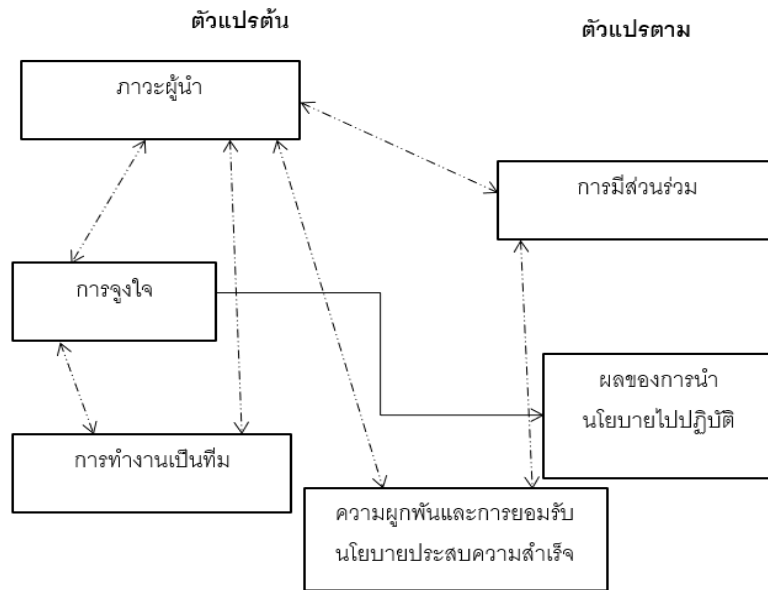 ตัวแปรต้น
ตัวแปรตาม
ภาวะผู้นำ
การมีส่วนร่วม
การจูงใจ
ผลของการนำ
นโยบายไปปฏิบัติ
การทำงานเป็นทีม
ความผูกพันและการยอมรับ
นโยบายประสบความสำเร็จ